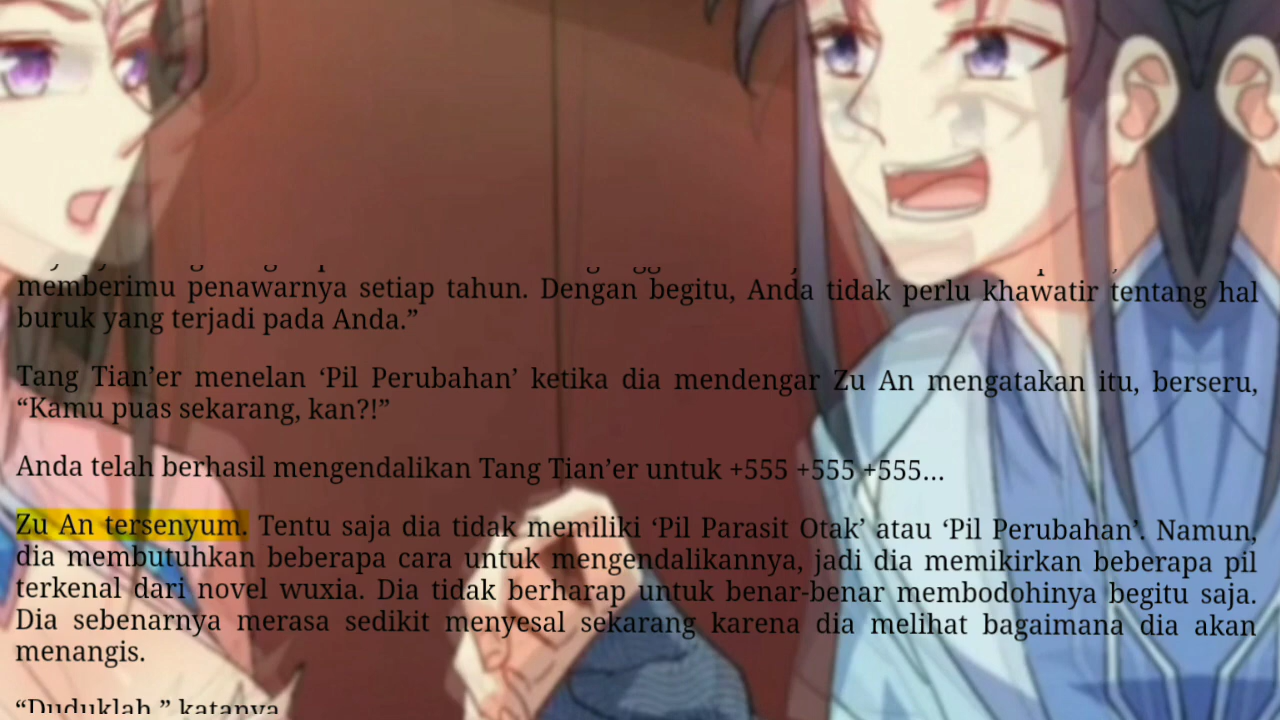 memberimu penawarnya setiap tahun. Dengan begitu, Anda tidak perlu khawatir tentang hal
buruk yang terjadi pada Anda.”
Tang Tian’er menelan ‘Pil Perubahan’ ketika dia mendengar Zu An mengatakan itu, berseru,
“Kamu puas sekarang, kan?!”
Anda telah berhasil mengendalikan Tang Tian’er untuk +555 +555 +555...
Zu An tersenyum. Tentu saja dia tidak memiliki ‘Pil Parasit Otak’ atau ‘Pil Perubahan’. Namun,
dia membutuhkan beberapa cara untuk mengendalikannya, jadi dia memikirkan beberapa pil
terkenal dari novel wuxia. Dia tidak berharap untuk benar-benar membodohinya begitu saja.
Dia sebenarnya merasa sedikit menyesal sekarang karena dia melihat bagaimana dia akan
menangis.
“Duduklah,” katanya